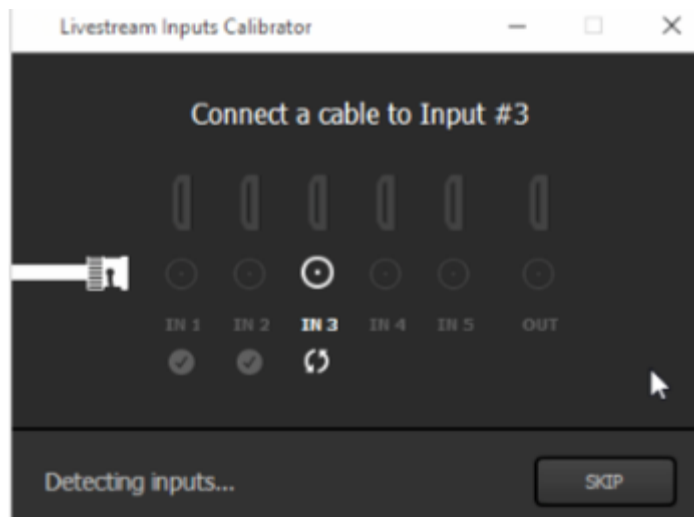 Livestream Inputs Calibrator
Connect a cable to Input #3
IN 1 IN 2 IN 3 IN 4 IN 5 OUT
Detecting inputs...
SKIP